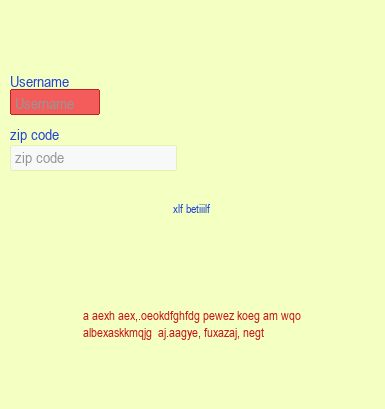 Username
Username
zip code
zip code
xlf betiiilf
a aexh aex,.oeokdfghfdg pewez koeg am wqo
albexaskkmqjg  aj.aagye, fuxazaj, negt